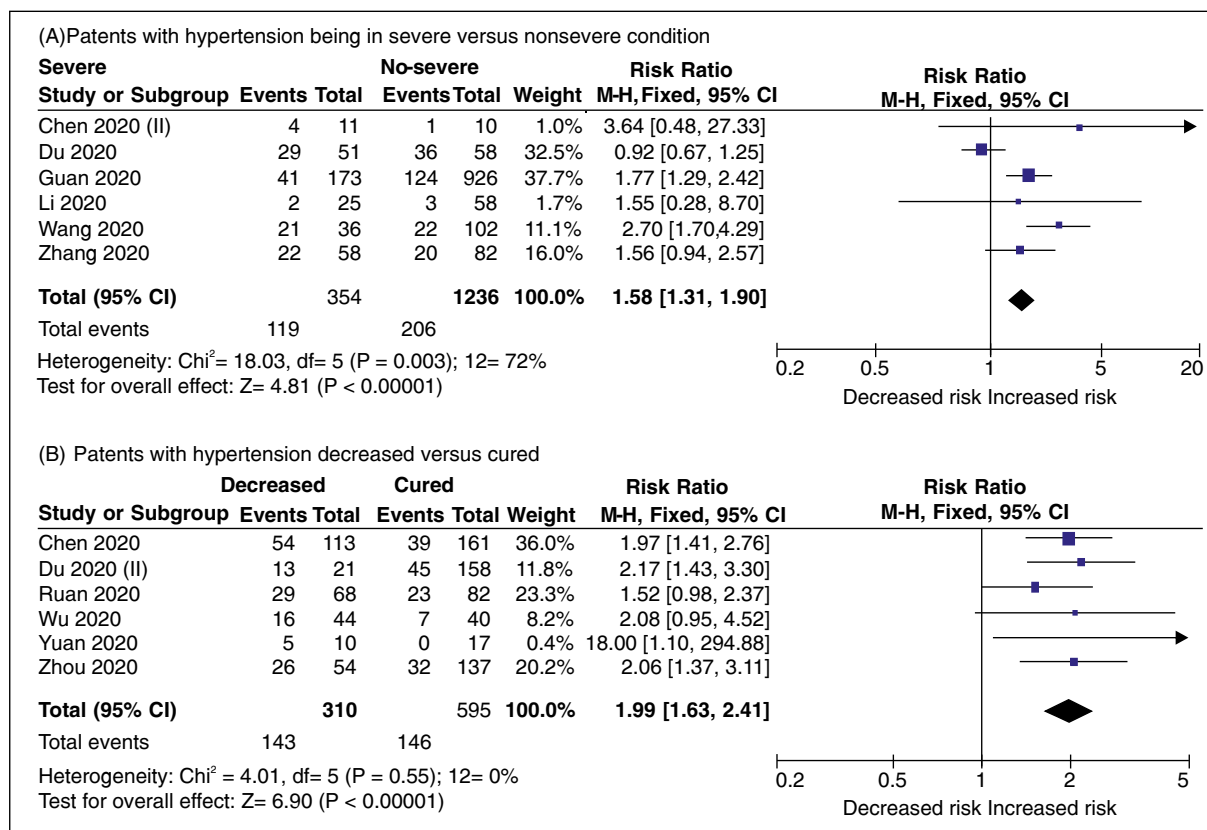 (A)Patents with hypertension being in severe versus nonsevere condition
Severe No-severe Risk Ratio Risk Ratio
Study or Subgroup Events Total Events Total Weight M-H, Fixed, 95% CI M-H, Fixed, 95% CI
Chen 2020 (II) 4 11 1 10 1.0% 3.64 [0.48, 27.33]
Du 2020 29 51 36 58 32.5% 0.92 [0.67, 1.25]
Guan 2020 41 173 124 926 37.7% 1.77 [1.29, 2.42]
Li 2020 2 25 3 58 1.7% 1.55 [0.28, 8.70]
Wang 2020 21 36 22 102 11.1% 2.70 [1.70,4.29]
Zhang 2020 22 58 20 82 16.0% 1.56 [0.94, 2.57]
Total (95% CI) 354 1236 100.0% 1.58 [1.31, 1.90]
Total events 119 206
Heterogeneity: Chi²= 18.03, df= 5 (P = 0.003); 12= 72%
Test for overall effect: Z= 4.81 (P < 0.00001)
0.2 0.5 1 5 20
Decreased risk Increased risk
(B) Patents with hypertension decreased versus cured
Decreased Cured Risk Ratio Risk Ratio
Study or Subgroup Events Total Events Total Weight M-H, Fixed, 95% CI M-H, Fixed, 95% CI
Chen 2020 54 113 39 161 36.0% 1.97 [1.41, 2.76]
Du 2020 (II) 13 21 45 158 11.8% 2.17 [1.43, 3.30]
Ruan 2020 29 68 23 82 23.3% 1.52 [0.98, 2.37]
Wu 2020 16 44 7 40 8.2% 2.08 [0.95, 4.52]
Yuan 2020 5 10 0 17 0.4% 18.00 [1.10, 294.88]
Zhou 2020 26 54 32 137 20.2% 2.06 [1.37, 3.11]
Total (95% CI) 310 595 100.0% 1.99 [1.63, 2.41]
Total events 143 146
Heterogeneity: Chi² = 4.01, df= 5 (P = 0.55); 12= 0%
Test for overall effect: Z= 6.90 (P < 0.00001)
0.2 0.5 1 2 5
Decreased risk Increased risk